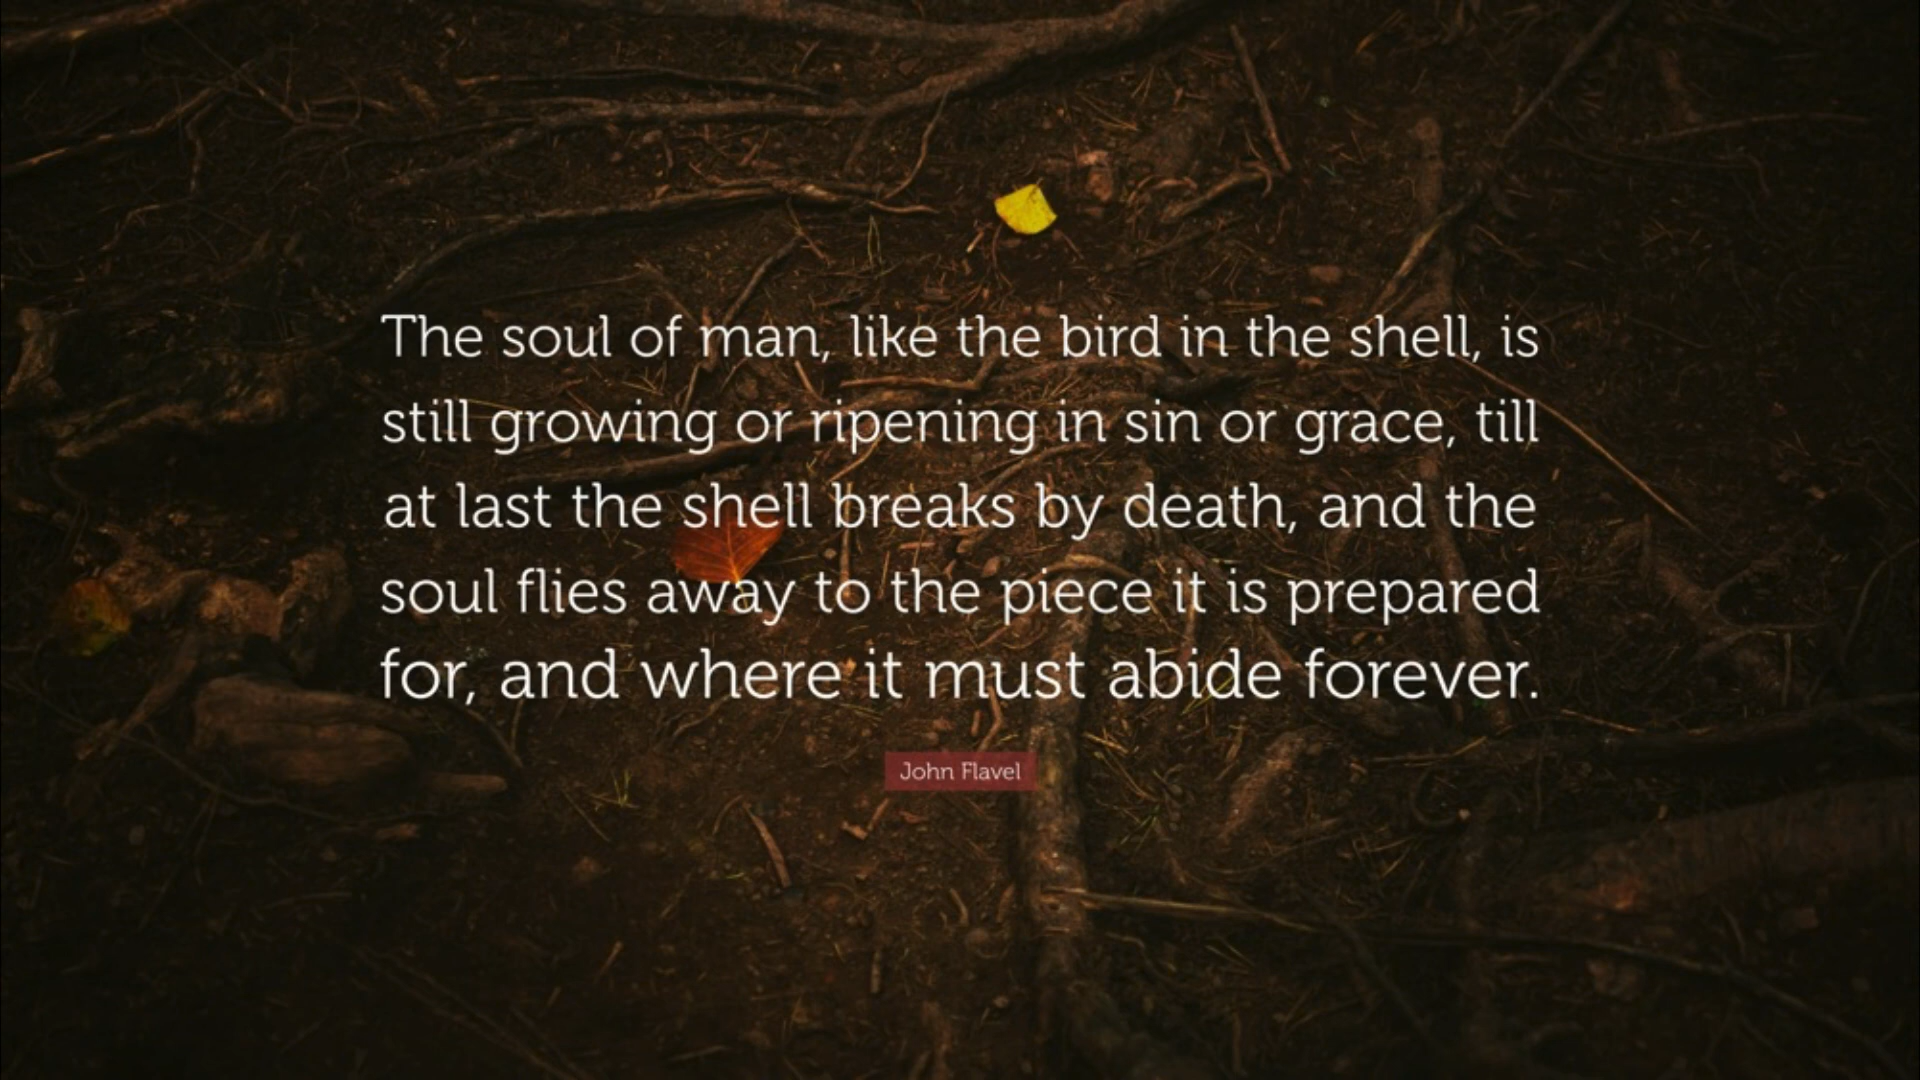 The soul of man, like the bird in the shell, is
still growing or ripening in sin or grace, till
at last the shell breaks by death, and the
soul flies away to the piece it is prepared
for, and where it must abide forever.
John Flavel